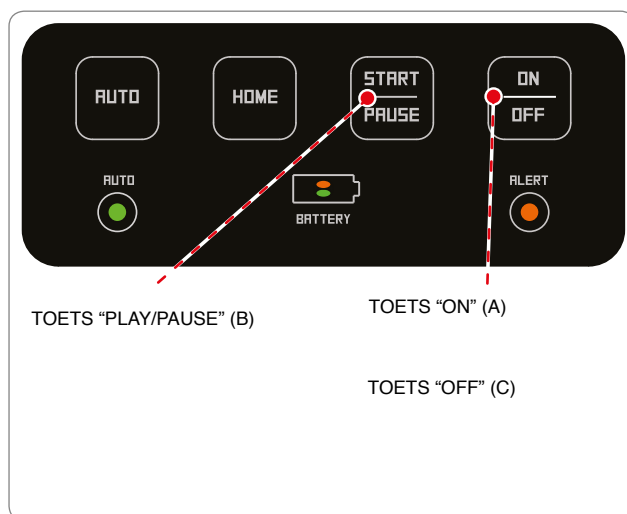 AUTO
HOME
START
PAUSE
ON
OFF
AUTO
BATTERY
ALERT
TOETS “PLAY/PAUSE” (B)
TOETS “ON” (A)
TOETS “OFF” (C)